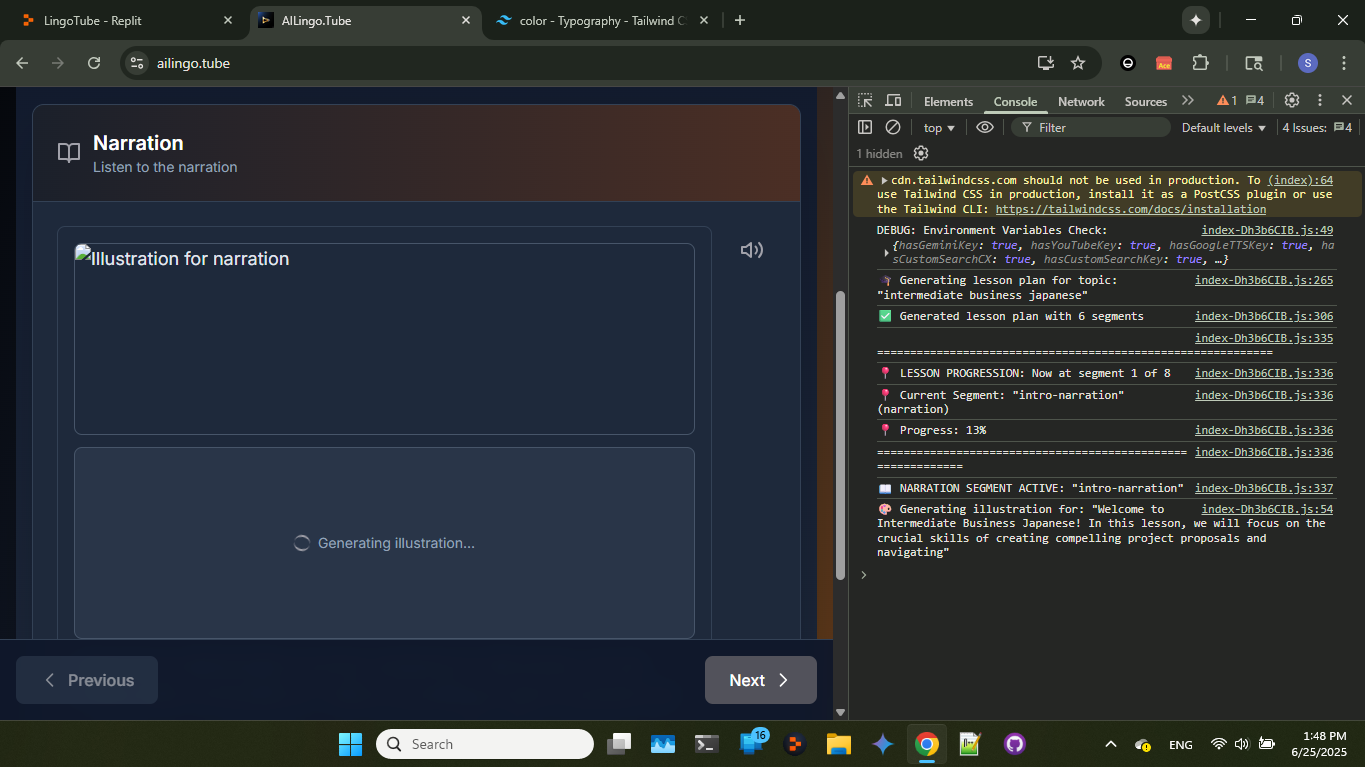 LingoTube - Replit
AILingo.Tube
color - Typography - Tailwind C
ailingo.tube
Ace
S
Narration
Listen to the narration
Illustration for narration
Generating illustration...
Previous
Next
Elements
Console
Network
Sources
1
4
top
Filter
Default levels
4 Issues:
4
1 hidden
cdn.tailwindcss.com should not be used in production. To (index):64
use Tailwind CSS in production, install it as a PostCSS plugin or use
the Tailwind CLI: https://tailwindcss.com/docs/installation
DEBUG: Environment Variables Check: index-Dh3b6CIB.js:49
{hasGeminiKey: true, hasYouTubeKey: true, hasGoogleTTSKey: true, ha
sCustomSearchCX: true, hasCustomSearchKey: true, …}
Generating lesson plan for topic: index-Dh3b6CIB.js:265
"intermediate business japanese"
Generated lesson plan with 6 segments index-Dh3b6CIB.js:306
index-Dh3b6CIB.js:335
============================================================
LESSON PROGRESSION: Now at segment 1 of 8 index-Dh3b6CIB.js:336
Current Segment: "intro-narration" index-Dh3b6CIB.js:336
(narration)
Progress: 13% index-Dh3b6CIB.js:336
=============================================== index-Dh3b6CIB.js:336
=============
NARRATION SEGMENT ACTIVE: "intro-narration" index-Dh3b6CIB.js:337
Generating illustration for: "Welcome to index-Dh3b6CIB.js:54
Intermediate Business Japanese! In this lesson, we will focus on the
crucial skills of creating compelling project proposals and
navigating"
Search
16
ENG
1:48 PM
6/25/2025